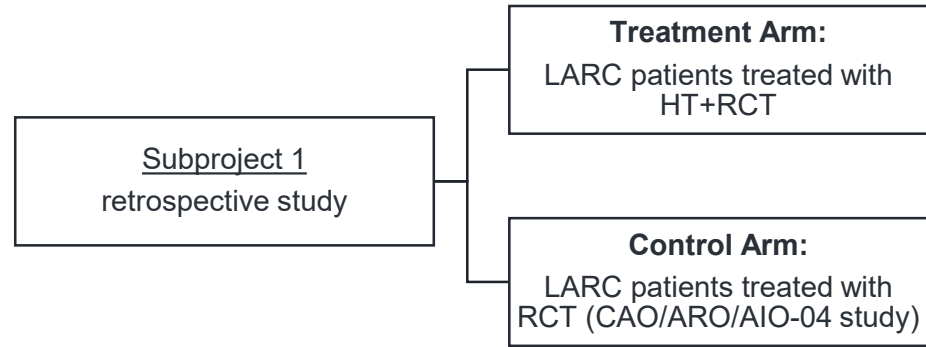 Subproject 1
retrospective study
Treatment Arm:
LARC patients treated with
HT+RCT
Control Arm:
LARC patients treated with
RCT (CAO/ARO/AIO-04 study)